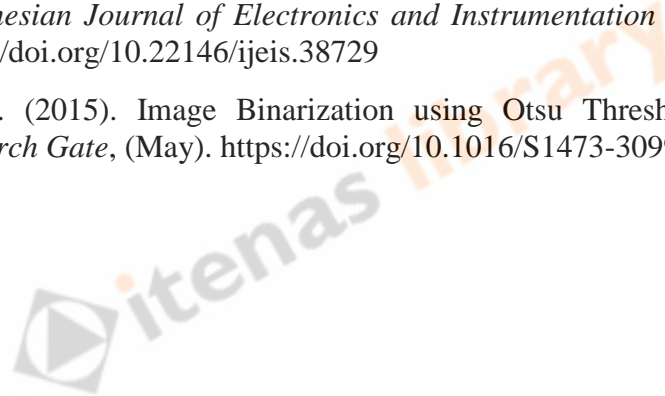 nesian Journal of Electronics and Instrumentation
//doi.org/10.22146/ijeis.38729
. (2015). Image Binarization using Otsu Thresh
rch Gate, (May). https://doi.org/10.1016/S1473-309
itenas library